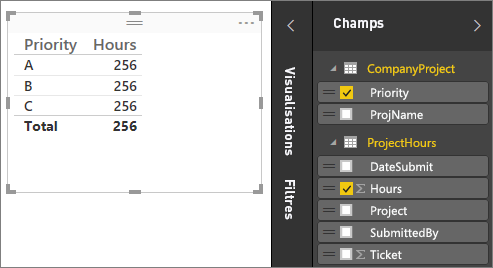 Priority Hours
A 256
B 256
C 256
Total 256
Visualisations
Filtres
Champs
CompanyProject
Priority
ProjName
ProjectHours
DateSubmit
Σ Hours
Project
SubmittedBy
Σ Ticket